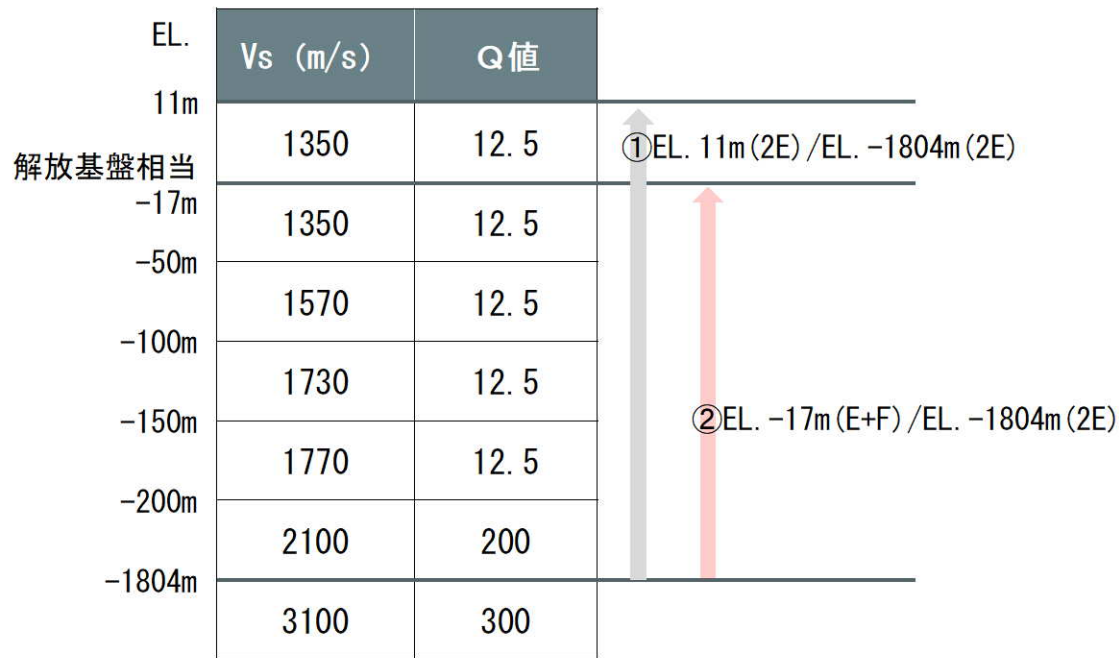 EL.
Vs (m/s) Q値
11m
1350 12.5
①EL. 11m(2E)/EL. -1804m(2E)
解放基盤相当
-17m
1350 12.5
-50m
1570 12.5
-100m
1730 12.5
-150m
②EL. -17m(E+F)/EL. -1804m(2E)
1770 12.5
-200m
2100 200
-1804m
3100 300